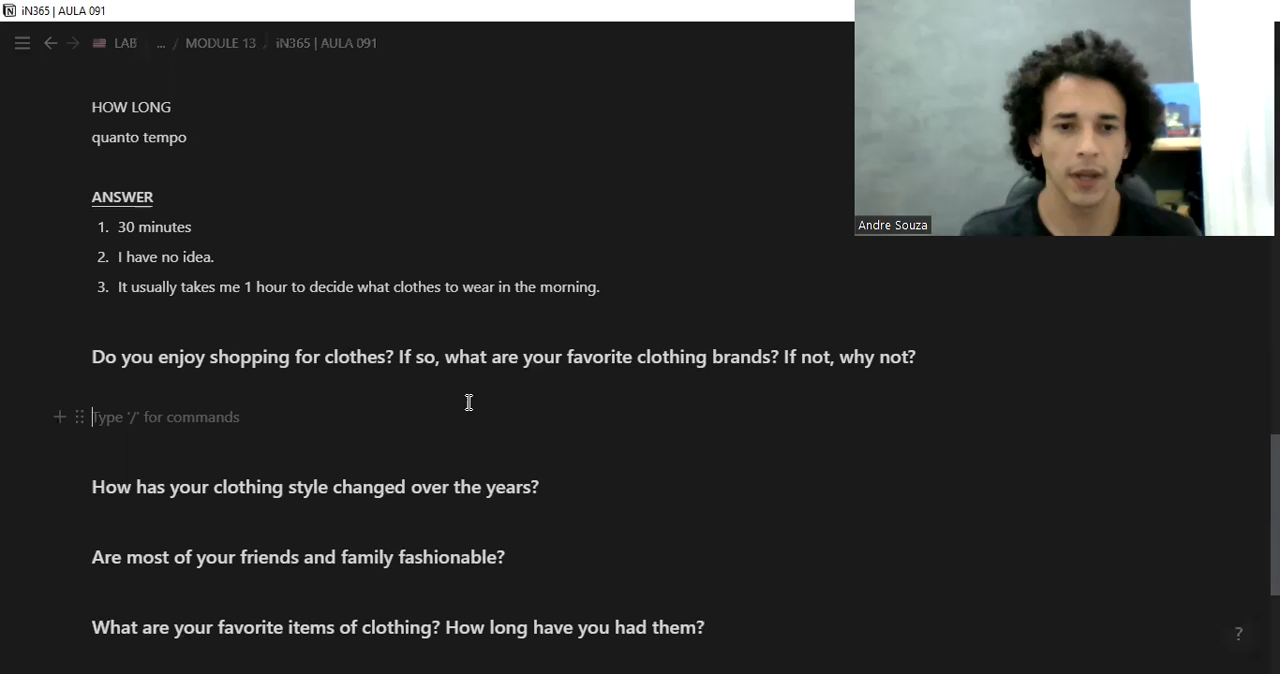 iN365 | AULA 091
LAB ... / MODULE 13 / iN365 | AULA 091
HOW LONG
quanto tempo
ANSWER
1. 30 minutes
2. I have no idea.
3. It usually takes me 1 hour to decide what clothes to wear in the morning.
Andre Souza
Do you enjoy shopping for clothes? If so, what are your favorite clothing brands? If not, why not?
Type '/' for commands
How has your clothing style changed over the years?
Are most of your friends and family fashionable?
What are your favorite items of clothing? How long have you had them?
?